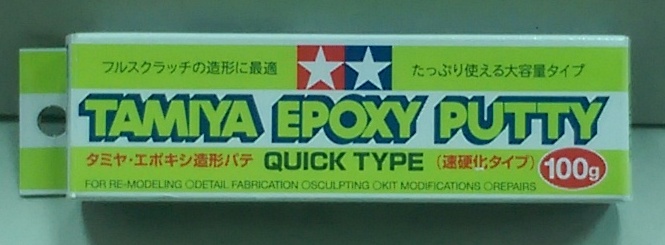 フルスクラッチの造形に最適 たっぷり使える大容量タイプ
TAMIYA EPOXY PUTTY
タミヤ・エポキシ造形パテ QUICK TYPE (速硬化タイプ) 100g
FOR RE-MODELING ○DETAIL FABRICATION ○SCULPTING ○KIT MODIFICATIONS ○REPAIRS